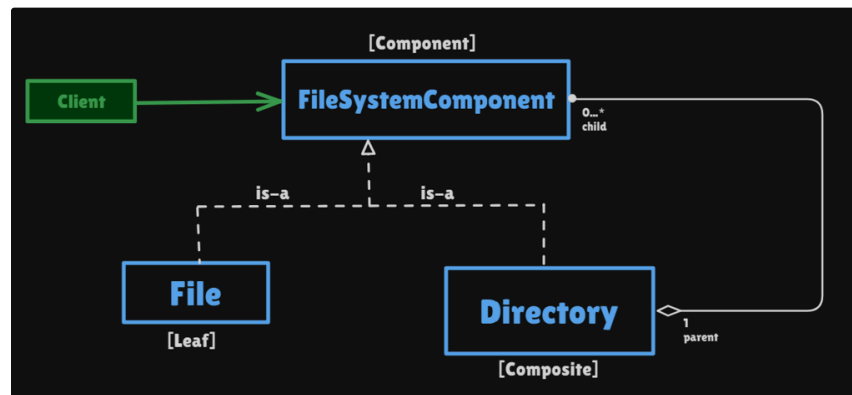 [Component]
Client
FileSystemComponent
0...*
child
is-a
is-a
File
Directory
1
parent
[Leaf]
[Composite]